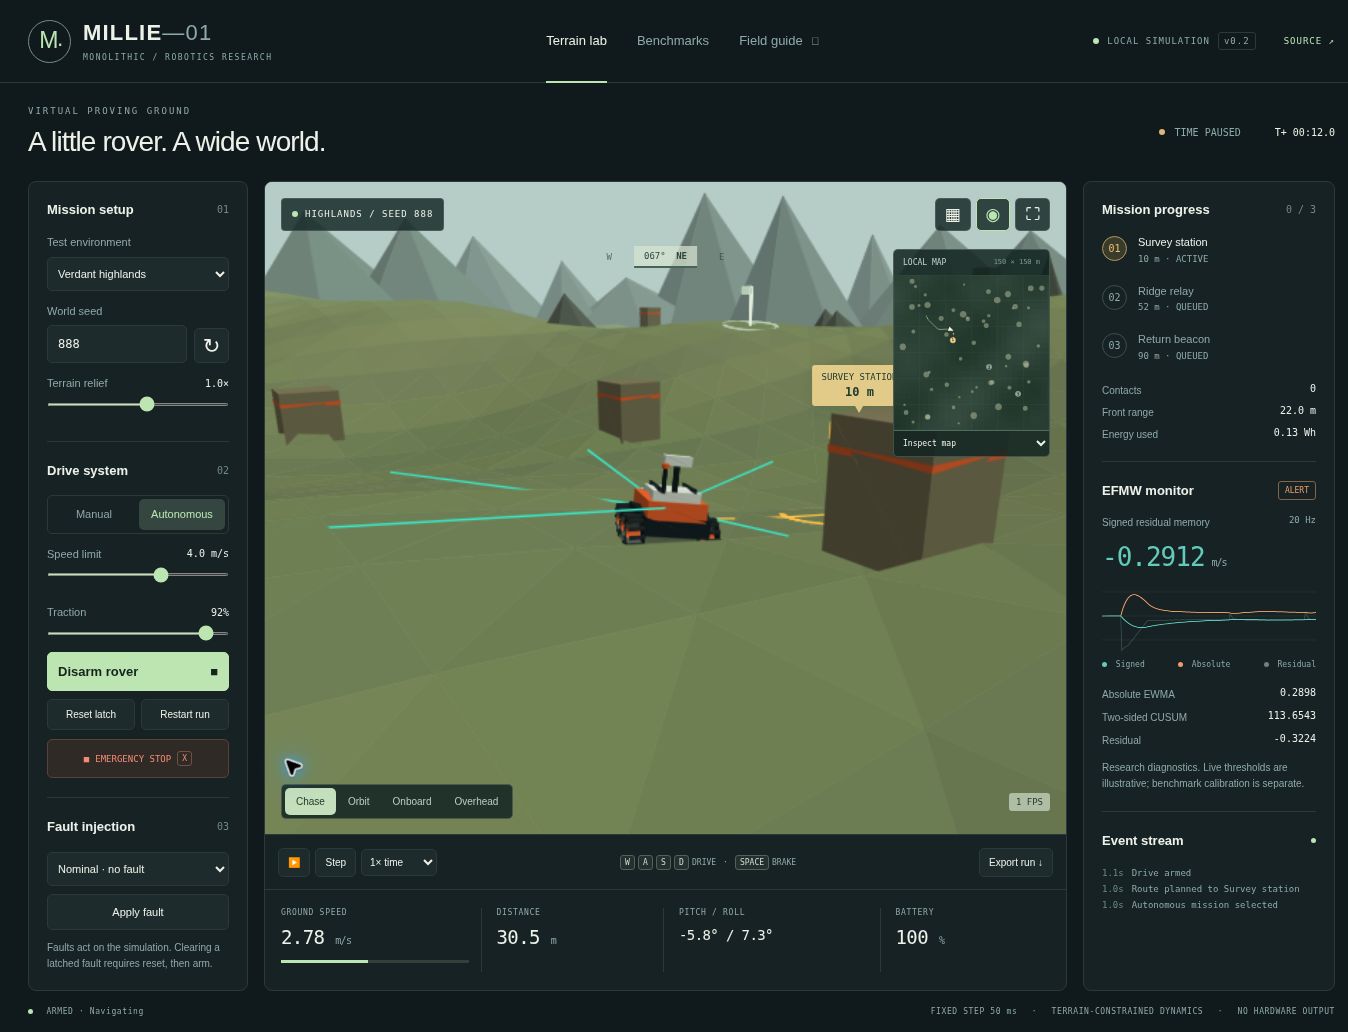 M.
MILLIE—01
MONOLITHIC / ROBOTICS RESEARCH
Terrain lab
Benchmarks
Field guide
LOCAL SIMULATION v0.2
SOURCE ↗
VIRTUAL PROVING GROUND
A little rover. A wide world.
TIME PAUSED
T+ 00:12.0
Mission setup 01
Test environment
Verdant highlands
World seed
888
↻
Terrain relief 1.0×
Drive system 02
Manual Autonomous
Speed limit 4.0 m/s
Traction 92%
Disarm rover
Reset latch Restart run
EMERGENCY STOP X
Fault injection 03
Nominal · no fault
Apply fault
Faults act on the simulation. Clearing a
latched fault requires reset, then arm.
HIGHLANDS / SEED 888
W 067° NE E
LOCAL MAP 150 × 150 m
Inspect map
SURVEY STATION
10 m
Chase Orbit Onboard Overhead
1 FPS
Step 1× time
W A S D DRIVE · SPACE BRAKE
Export run ↓
GROUND SPEED
2.78 m/s
DISTANCE
30.5 m
PITCH / ROLL
-5.8° / 7.3°
BATTERY
100 %
Mission progress 0 / 3
01 Survey station
10 m · ACTIVE
02 Ridge relay
52 m · QUEUED
03 Return beacon
90 m · QUEUED
Contacts 0
Front range 22.0 m
Energy used 0.13 Wh
EFMW monitor ALERT
Signed residual memory 20 Hz
-0.2912 m/s
Signed Absolute Residual
Absolute EWMA 0.2898
Two-sided CUSUM 113.6543
Residual -0.3224
Research diagnostics. Live thresholds are
illustrative; benchmark calibration is separate.
Event stream
1.1s Drive armed
1.0s Route planned to Survey station
1.0s Autonomous mission selected
ARMED · Navigating
FIXED STEP 50 ms · TERRAIN-CONSTRAINED DYNAMICS · NO HARDWARE OUTPUT